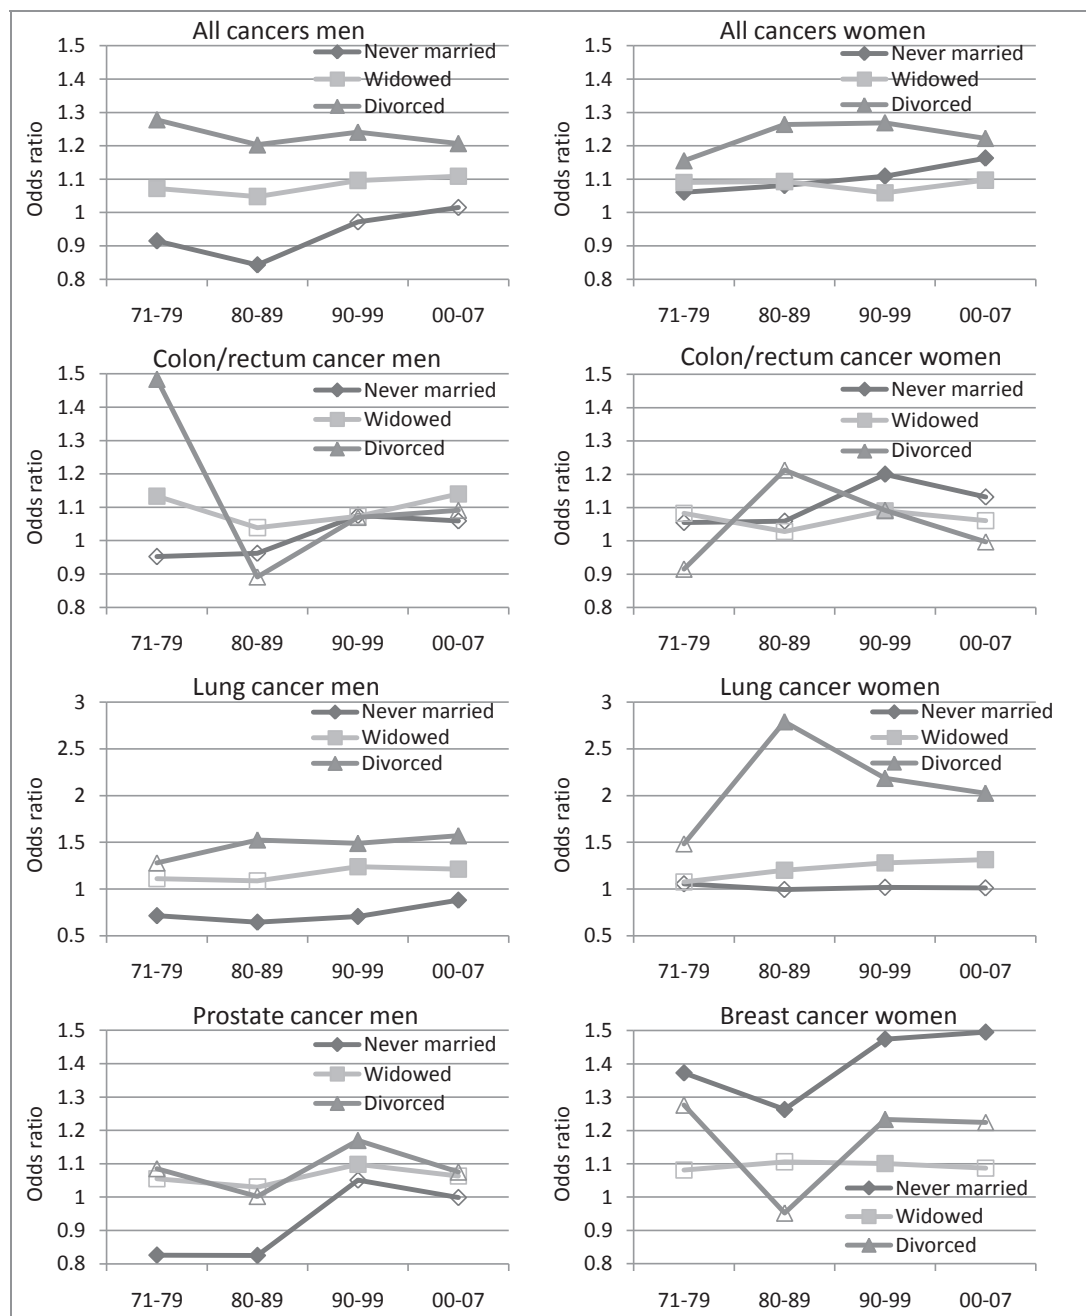 All cancers men
Never married
Widowed
Divorced
Odds ratio
1.5
1.4
1.3
1.2
1.1
1
0.9
0.8
71-79 80-89 90-99 00-07
All cancers women
Never married
Widowed
Divorced
Odds ratio
1.5
1.4
1.3
1.2
1.1
1
0.9
0.8
71-79 80-89 90-99 00-07
Colon/rectum cancer men
Never married
Widowed
Divorced
Odds ratio
1.5
1.4
1.3
1.2
1.1
1
0.9
0.8
71-79 80-89 90-99 00-07
Colon/rectum cancer women
Never married
Widowed
Divorced
Odds ratio
1.5
1.4
1.3
1.2
1.1
1
0.9
0.8
71-79 80-89 90-99 00-07
Lung cancer men
Never married
Widowed
Divorced
Odds ratio
3
2.5
2
1.5
1
0.5
71-79 80-89 90-99 00-07
Lung cancer women
Never married
Widowed
Divorced
Odds ratio
3
2.5
2
1.5
1
0.5
71-79 80-89 90-99 00-07
Prostate cancer men
Never married
Widowed
Divorced
Odds ratio
1.5
1.4
1.3
1.2
1.1
1
0.9
0.8
71-79 80-89 90-99 00-07
Breast cancer women
Never married
Widowed
Divorced
Odds ratio
1.5
1.4
1.3
1.2
1.1
1
0.9
0.8
71-79 80-89 90-99 00-07